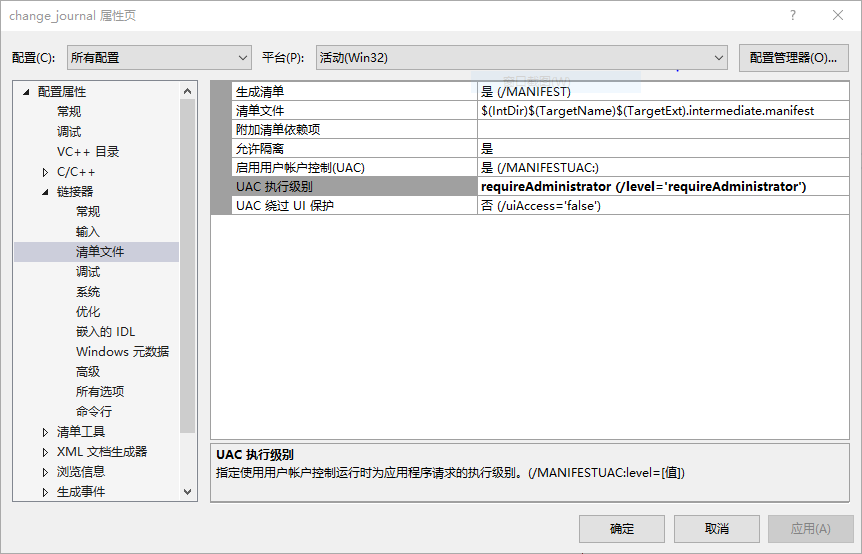 change_journal 属性页
配置(C): 所有配置 平台(P): 活动(Win32) 配置管理器(O)...
配置属性
常规
调试
VC++ 目录
C/C++
链接器
常规
输入
清单文件
调试
系统
优化
嵌入的 IDL
Windows 元数据
高级
所有选项
命令行
清单工具
XML 文档生成器
浏览信息
生成事件
生成清单 是 (/MANIFEST)
清单文件 $(IntDir)$(TargetName)$(TargetExt).intermediate.manifest
附加清单依赖项
允许隔离 是
启用用户帐户控制(UAC) 是 (/MANIFESTUAC:)
UAC 执行级别 requireAdministrator (/level='requireAdministrator')
UAC 绕过 UI 保护 否 (/uiAccess='false')
UAC 执行级别
指定使用用户帐户控制运行时为应用程序请求的执行级别。(/MANIFESTUAC:level=[值])
确定 取消 应用(A)